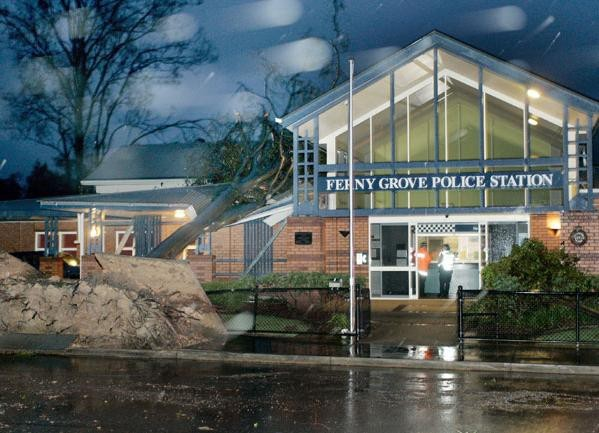 FERNY GROVE POLICE STATION